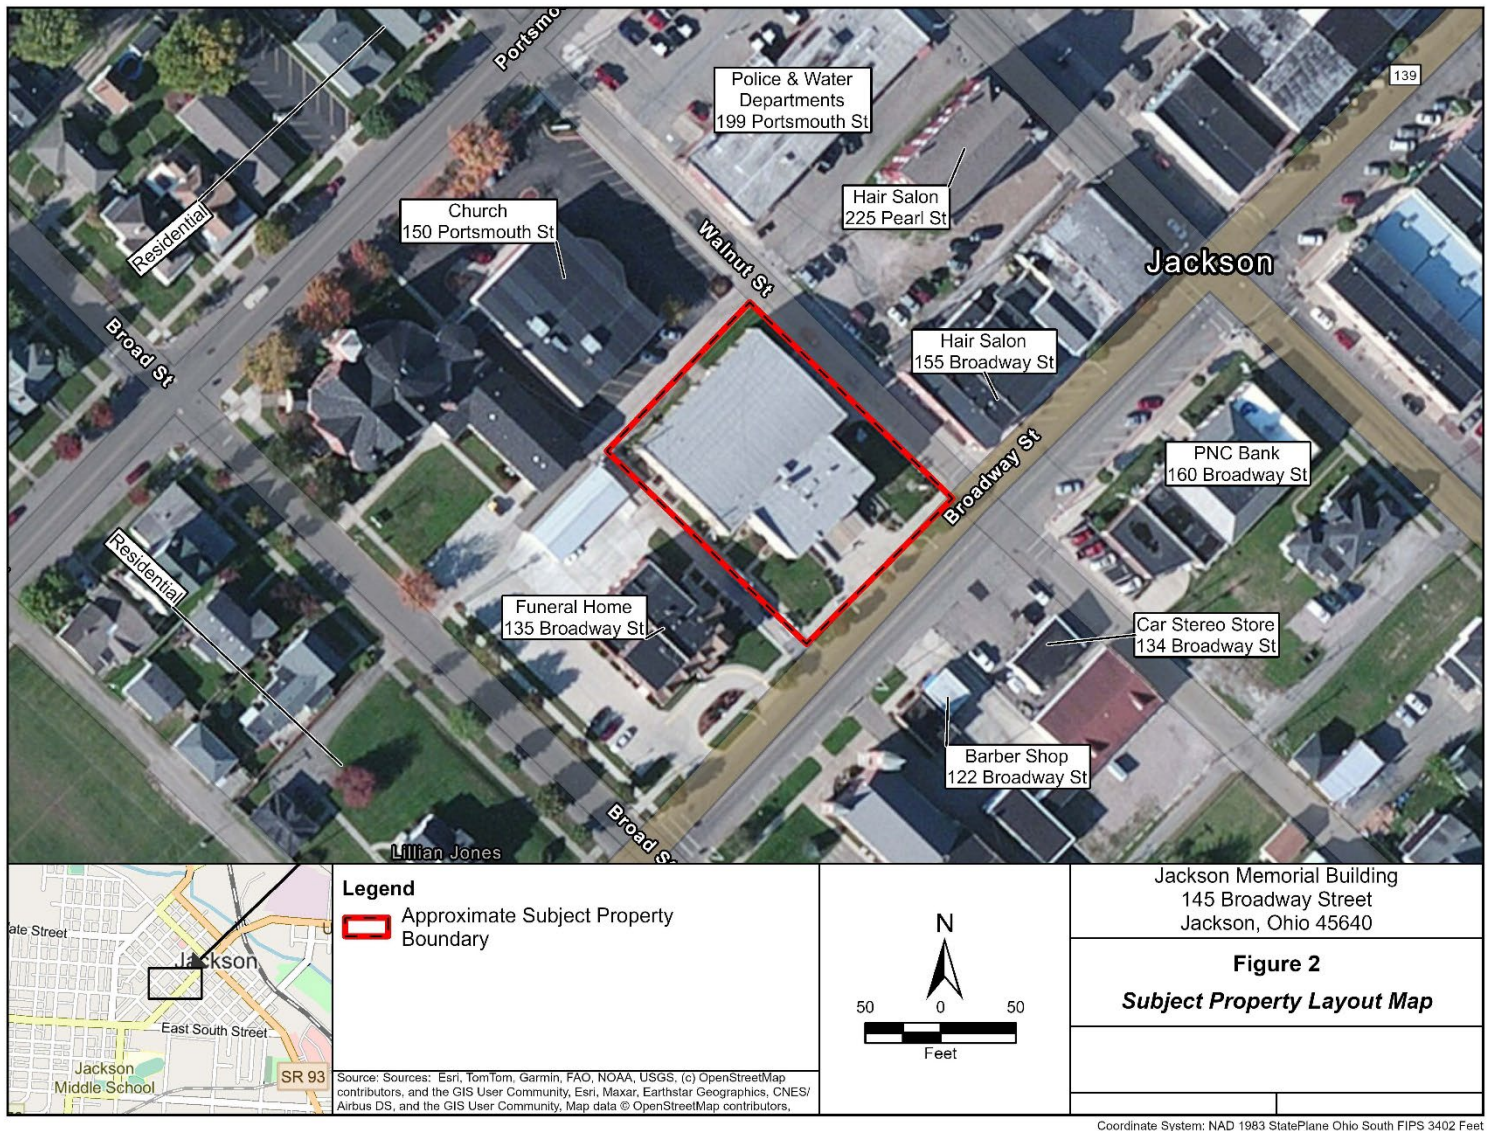 Portsmo
139
Police & Water
Departments
199 Portsmouth St
Hair Salon
225 Pearl St
Church
150 Portsmouth St
Residential
Walnut St
Jackson
Broad St
Hair Salon
155 Broadway St
Broadway St
PNC Bank
160 Broadway St
Residential
Funeral Home
135 Broadway St
Car Stereo Store
134 Broadway St
Barber Shop
122 Broadway St
Broad St
Lillian Jones
ate Street
U
Jackson
East South Street
Jackson
Middle School
SR 93
Legend
Approximate Subject Property
Boundary
Source: Sources: Esri, TomTom, Garmin, FAO, NOAA, USGS, (c) OpenStreetMap
contributors, and the GIS User Community, Esri, Maxar, Earthstar Geographics, CNES/
Airbus DS, and the GIS User Community, Map data © OpenStreetMap contributors,
N
50 0 50
Feet
Jackson Memorial Building
145 Broadway Street
Jackson, Ohio 45640
Figure 2
Subject Property Layout Map
Coordinate System: NAD 1983 StatePlane Ohio South FIPS 3402 Feet